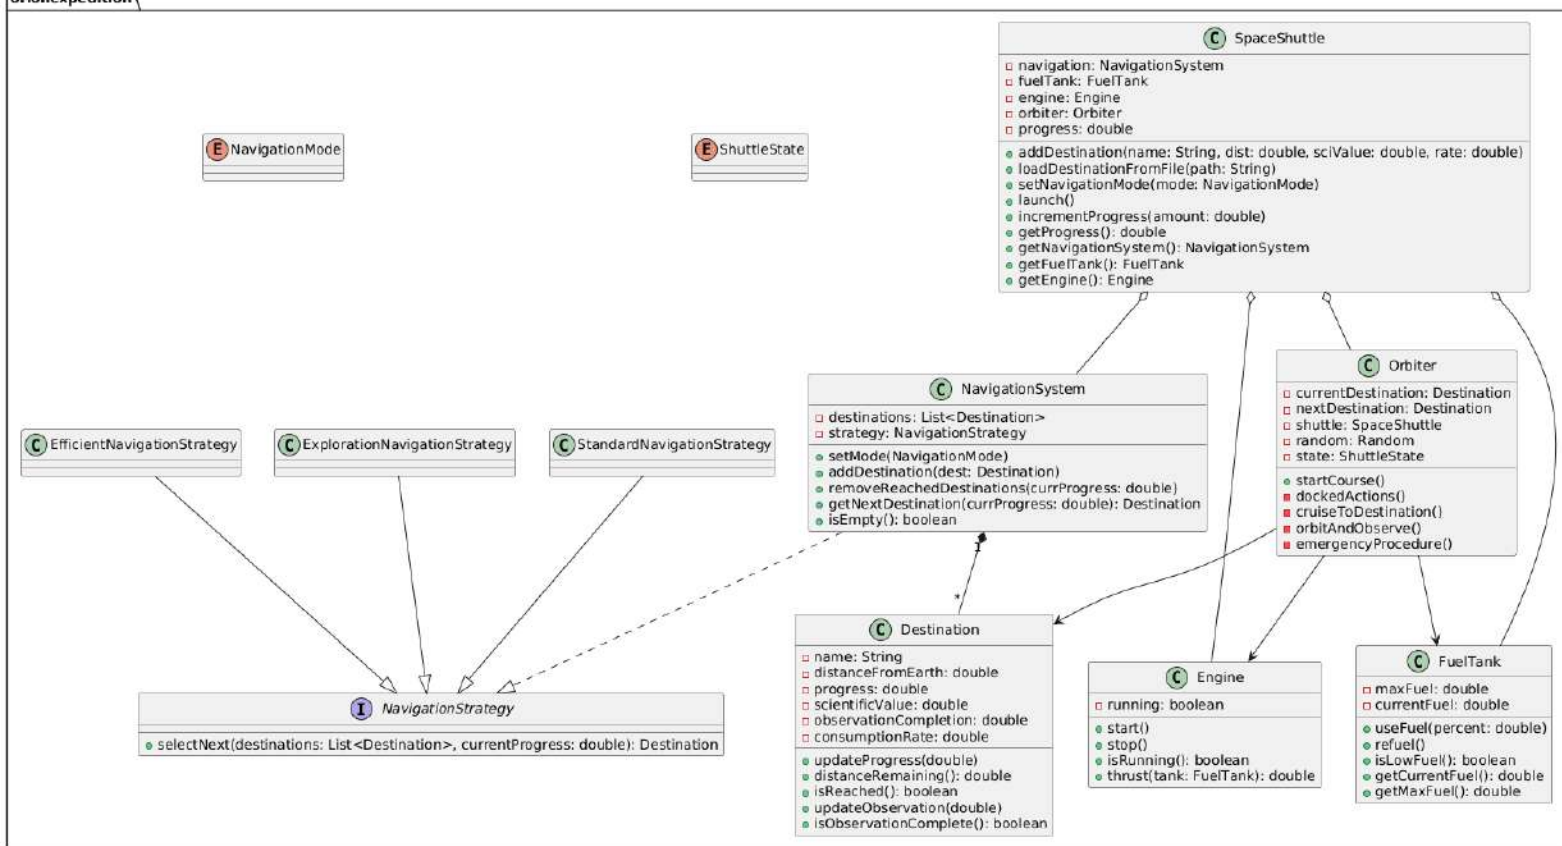 orionexpedition
C SpaceShuttle
navigation: NavigationSystem
fuelTank: FuelTank
engine: Engine
orbiter: Orbiter
progress: double
addDestination(name: String, dist: double, sciValue: double, rate: double)
loadDestinationFromFile(path: String)
setNavigationMode(mode: NavigationMode)
launch()
incrementProgress(amount: double)
getProgress(): double
getNavigationSystem(): NavigationSystem
getFuelTank(): FuelTank
getEngine(): Engine
E NavigationMode
E ShuttleState
C EfficientNavigationStrategy
C ExplorationNavigationStrategy
C StandardNavigationStrategy
C NavigationSystem
destinations: List<Destination>
strategy: NavigationStrategy
setMode(NavigationMode)
addDestination(dest: Destination)
removeReachedDestinations(currProgress: double)
getNextDestination(currProgress: double): Destination
isEmpty(): boolean
C Orbiter
currentDestination: Destination
nextDestination: Destination
shuttle: SpaceShuttle
random: Random
state: ShuttleState
startCourse()
dockedActions()
cruiseToDestination()
orbitAndObserve()
emergencyProcedure()
1
*
I NavigationStrategy
selectNext(destinations: List<Destination>, currentProgress: double): Destination
C Destination
name: String
distanceFromEarth: double
progress: double
scientificValue: double
observationCompletion: double
consumptionRate: double
updateProgress(double)
distanceRemaining(): double
isReached(): boolean
updateObservation(double)
isObservationComplete(): boolean
C Engine
running: boolean
start()
stop()
isRunning(): boolean
thrust(tank: FuelTank): double
C FuelTank
maxFuel: double
currentFuel: double
useFuel(percent: double)
refuel()
isLowFuel(): boolean
getCurrentFuel(): double
getMaxFuel(): double